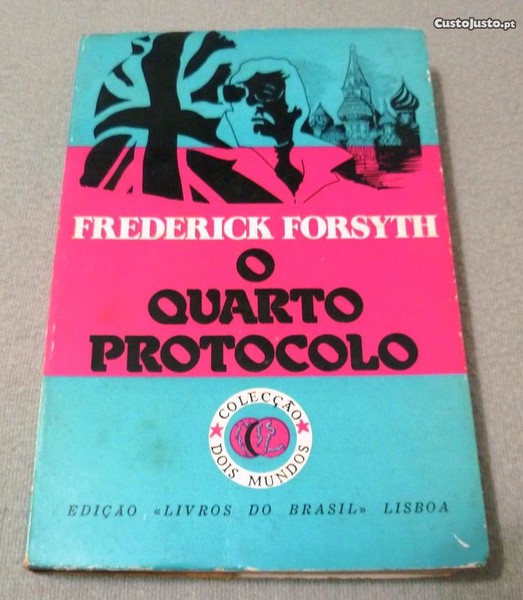 CustoJusto.pt
FREDERICK FORSYTH
O
QUARTO
PROTOCOLO
COLECÇÃO
DOIS MUNDOS
EDIÇÃO «LIVROS DO BRASIL» LISBOA